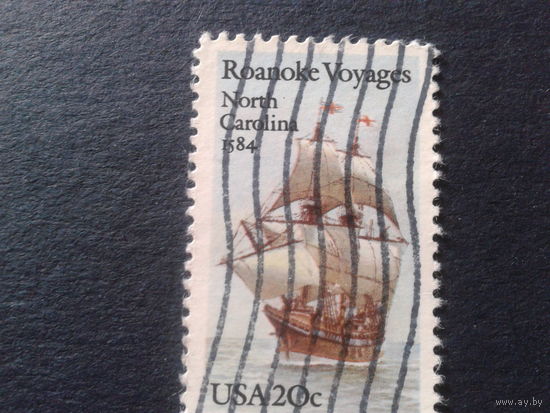 Roanoke Voyages
North
Carolina
1584
USA 20c
www.ay.by